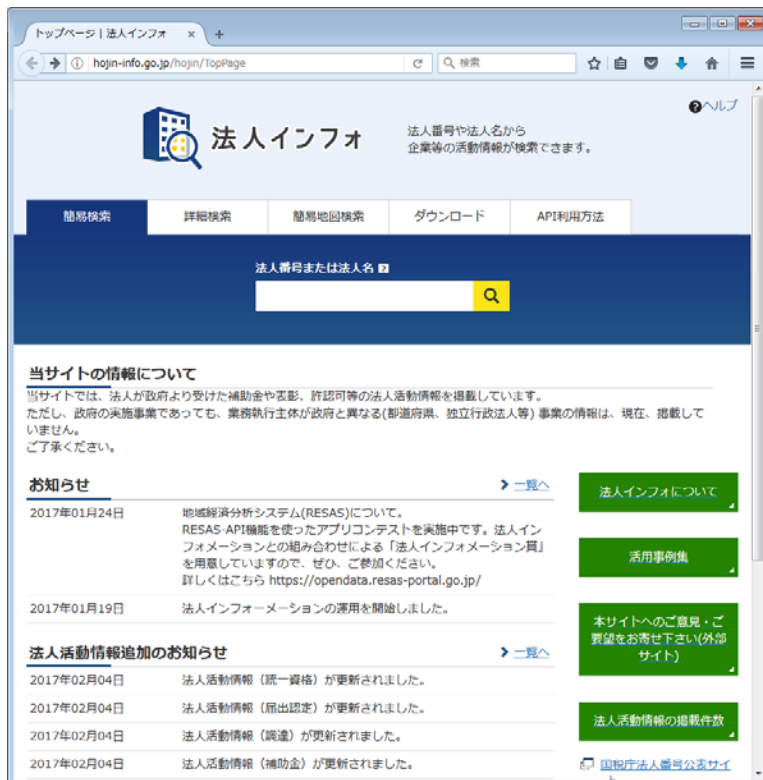 トップページ | 法人インフォ
hojin-info.go.jp/hojin/TopPage
検索
ヘルプ
法人インフォ
法人番号や法人名から
企業等の活動情報が検索できます。
簡易検索
詳細検索
簡易地図検索
ダウンロード
API利用方法
法人番号または法人名
当サイトの情報について
当サイトでは、法人が政府より受けた補助金や表彰、許認可等の法人活動情報を掲載しています。
ただし、政府の実施事業であっても、業務執行主体が政府と異なる(都道府県、独立行政法人等) 事業の情報は、現在、掲載して
いません。
ご了承ください。
お知らせ
一覧へ
2017年01月24日
地域経済分析システム(RESAS)について。
RESAS-API機能を使ったアプリコンテストを実施中です。法人イン
フォメーションとの組み合わせによる「法人インフォメーション賞」
を用意していますので、ぜひ、ご参加ください。
詳しくはこちら https://opendata.resas-portal.go.jp/
2017年01月19日
法人インフォーメーションの運用を開始しました。
法人活動情報追加のお知らせ
一覧へ
2017年02月04日
法人活動情報（統一資格）が更新されました。
2017年02月04日
法人活動情報（届出認定）が更新されました。
2017年02月04日
法人活動情報（調達）が更新されました。
2017年02月04日
法人活動情報（補助金）が更新されました。
法人インフォについて
活用事例集
本サイトへのご意見・ご
要望をお寄せ下さい(外部
サイト)
法人活動情報の掲載件数
国税庁法人番号公表サイ